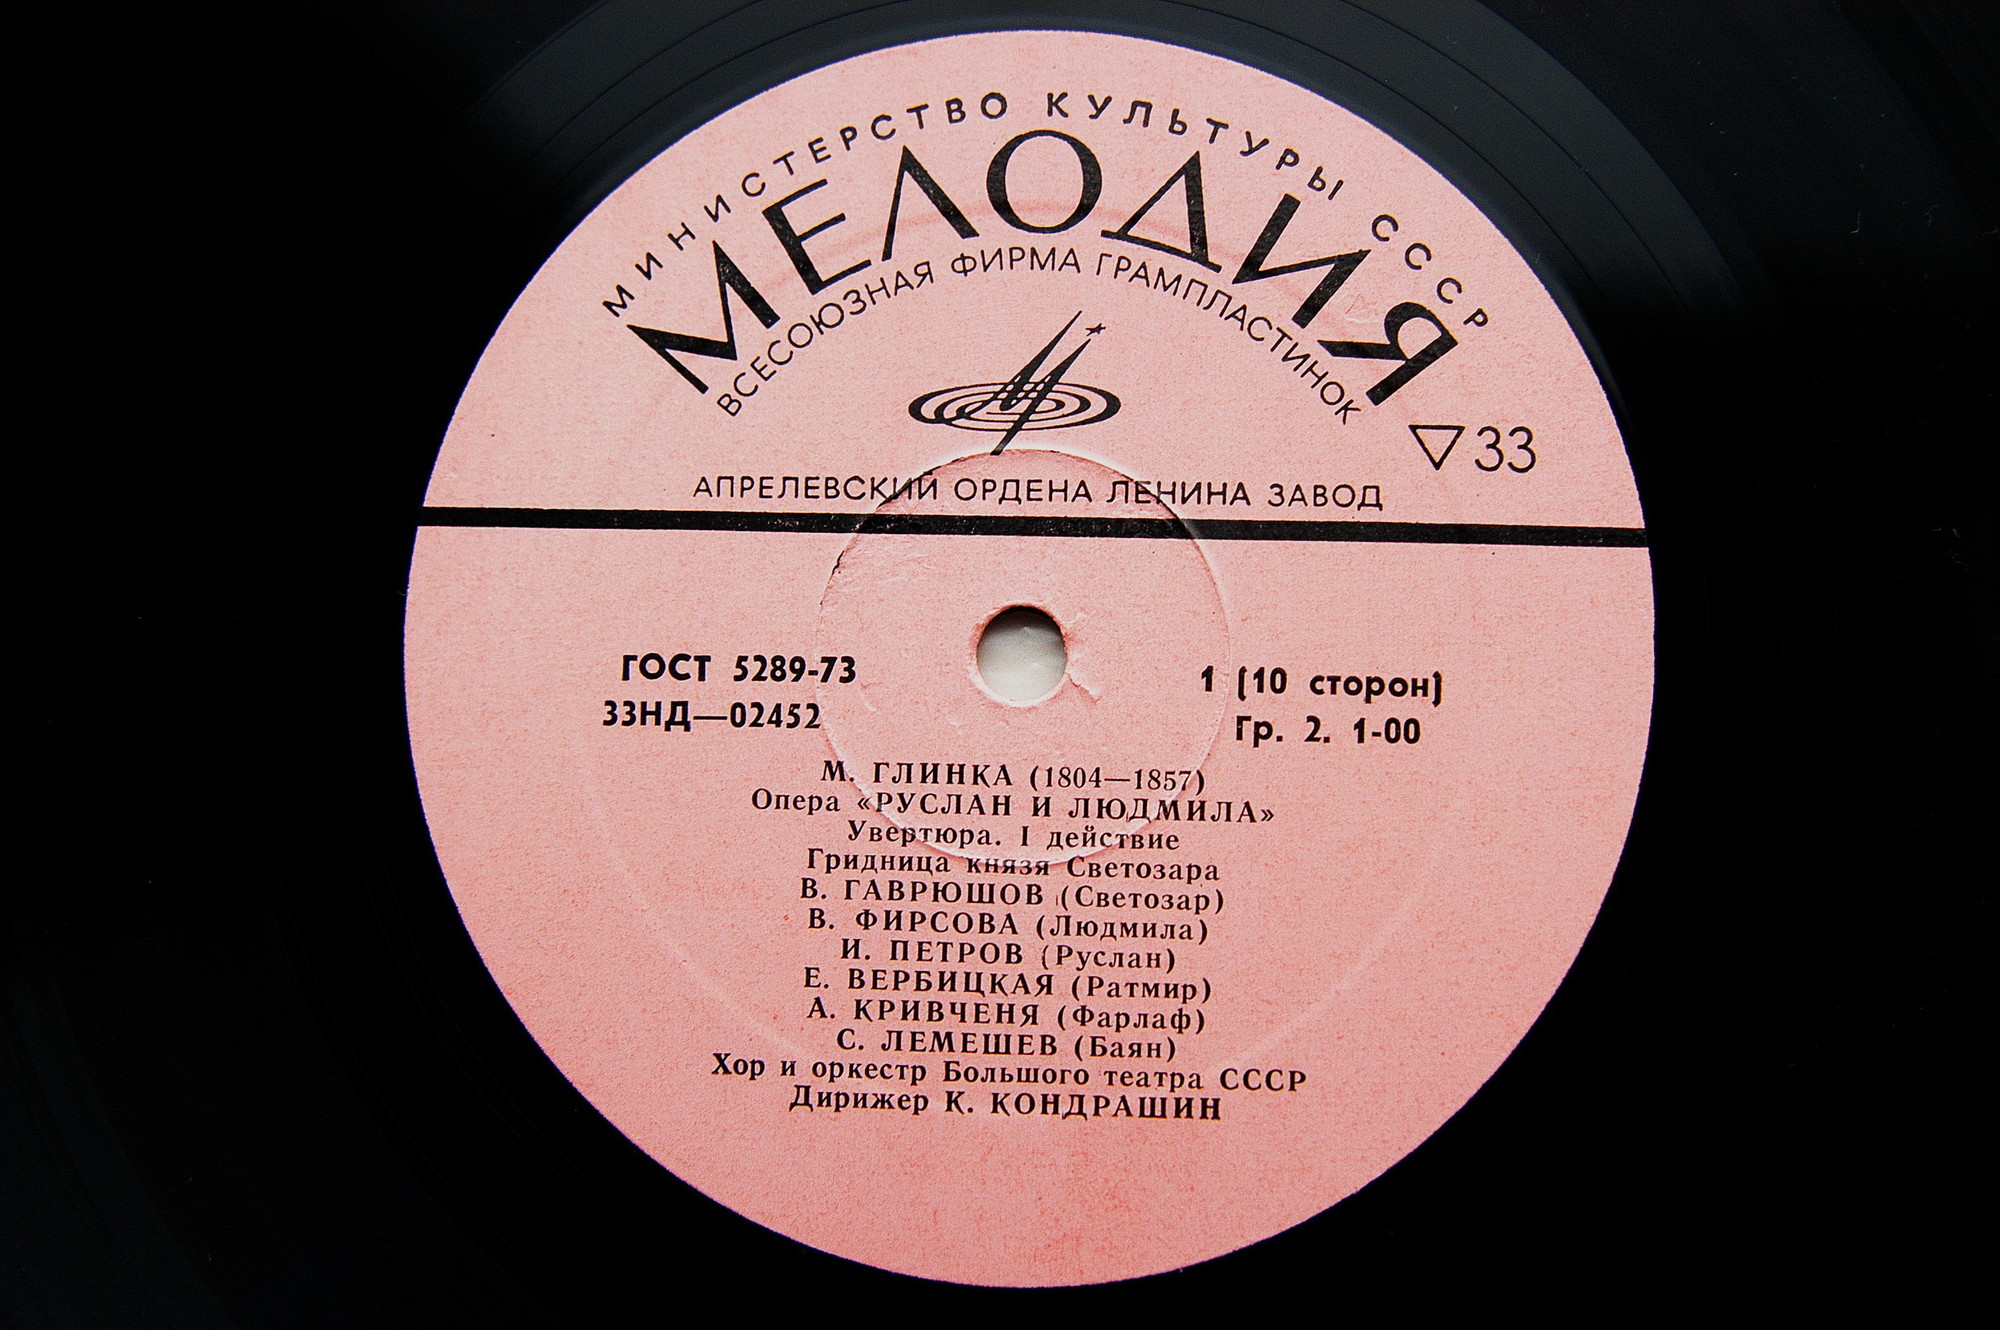 МИНИСТЕРСТВО КУЛЬТУРЫ СССР
МЕЛОДИЯ
ВСЕСОЮЗНАЯ ФИРМА ГРАМПЛАСТИНОК
33
АПРЕЛЕВСКИЙ ОРДЕНА ЛЕНИНА ЗАВОД
ГОСТ 5289-73
33НД—02452
1 (10 сторон)
Гр. 2. 1-00
М. ГЛИНКА (1804—1857)
Опера «РУСЛАН И ЛЮДМИЛА»
Увертюра. I действие
Гридница князя Светозара
В. ГАВРЮШОВ (Светозар)
В. ФИРСОВА (Людмила)
И. ПЕТРОВ (Руслан)
Е. ВЕРБИЦКАЯ (Ратмир)
А. КРИВЧЕНЯ (Фарлаф)
С. ЛЕМЕШЕВ (Баян)
Хор и оркестр Большого театра СССР
Дирижер К. КОНДРАШИН